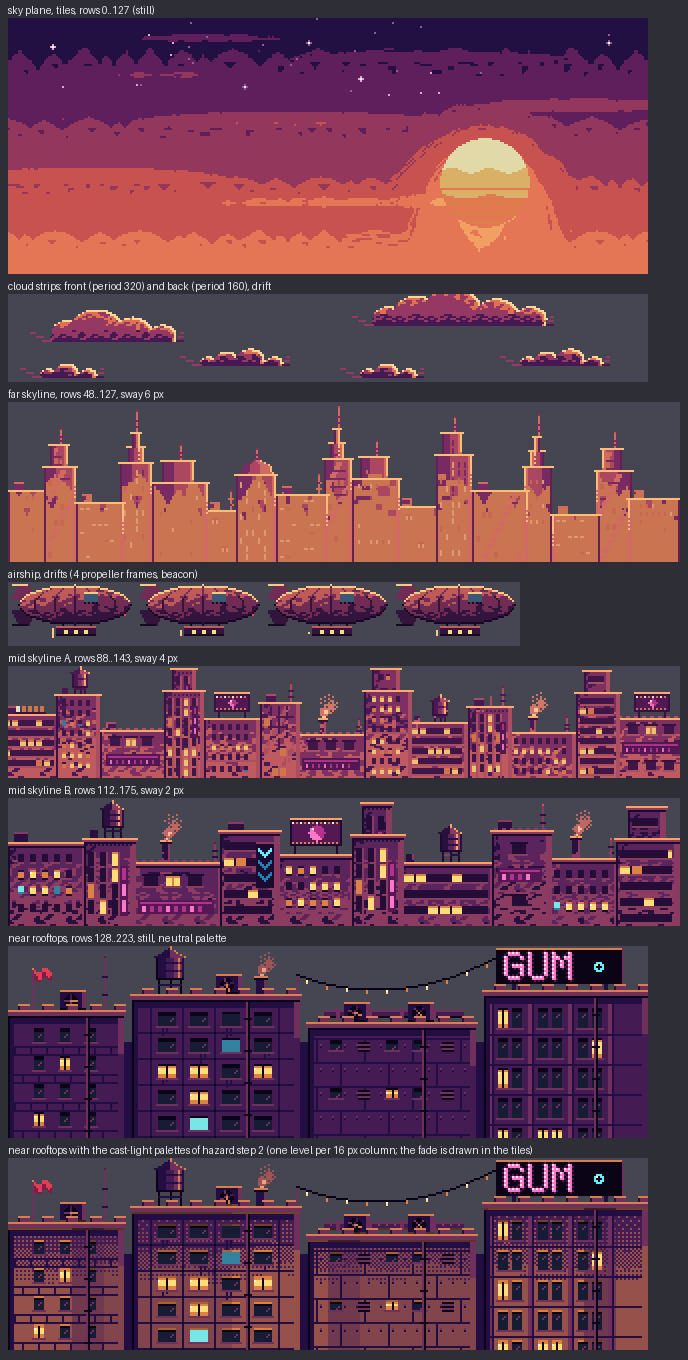 sky plane, tiles, rows 0..127 (still)
cloud strips: front (period 320) and back (period 160), drift
far skyline, rows 48..127, sway 6 px
airship, drifts (4 propeller frames, beacon)
mid skyline A, rows 88..143, sway 4 px
mid skyline B, rows 112..175, sway 2 px
near rooftops, rows 128..223, still, neutral palette
GUM
near rooftops with the cast-light palettes of hazard step 2 (one level per 16 px column; the fade is drawn in the tiles)
GUM